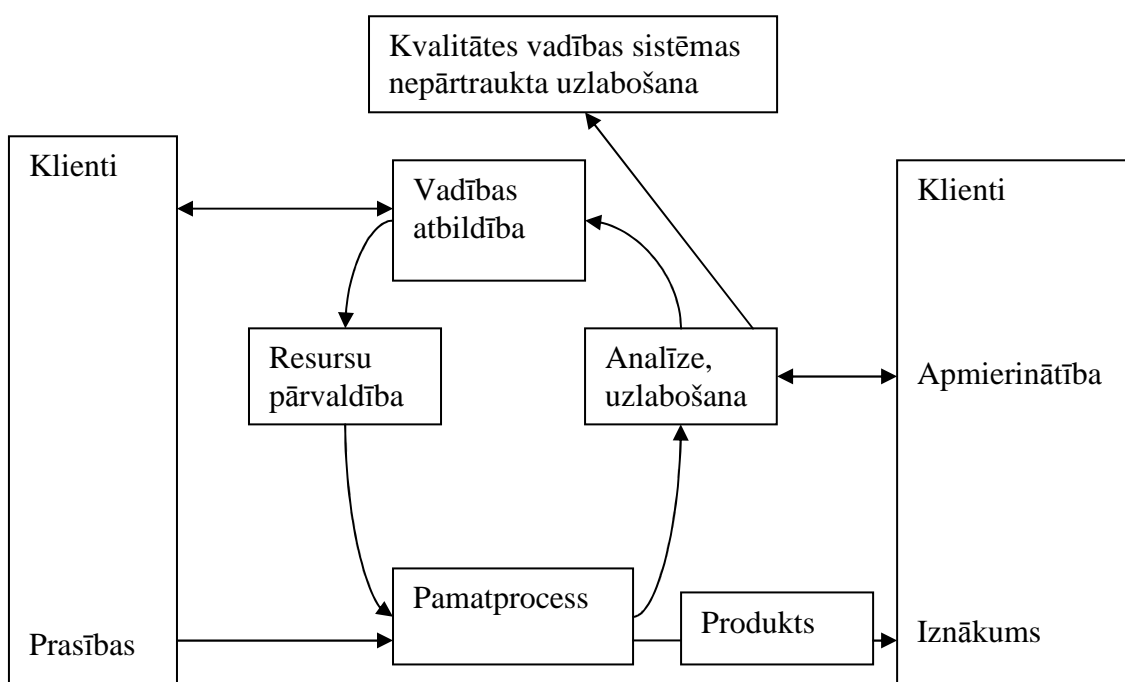 Kvalitātes vadības sistēmas
nepārtraukta uzlabošana
Klienti
Vadības
atbildība
Klienti
Resursu
pārvaldība
Analīze,
uzlabošana
Apmierinātība
Pamatprocess
Produkts
Prasības
Iznākums